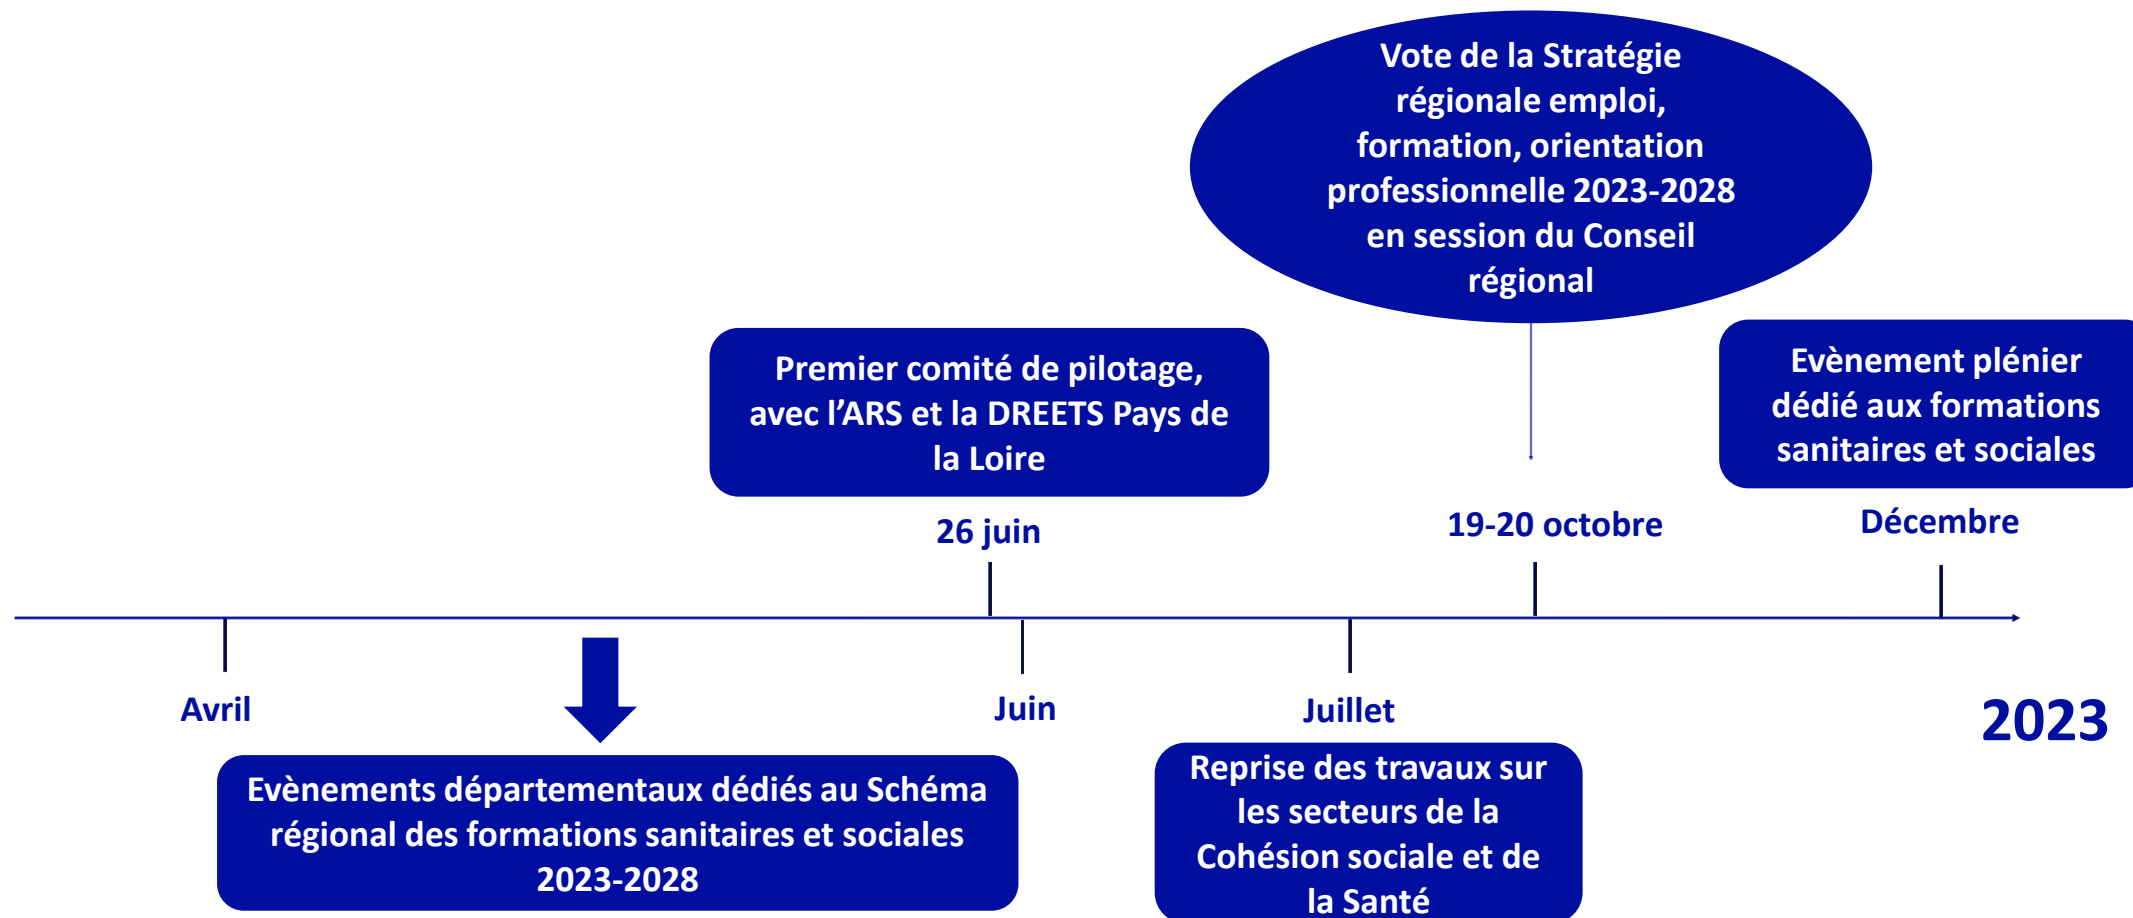 Vote de la Stratégie
régionale emploi,
formation, orientation
professionnelle 2023-2028
en session du Conseil
régional
Premier comité de pilotage,
avec l’ARS et la DREETS Pays de
la Loire
Evènement plénier
dédié aux formations
sanitaires et sociales
26 juin
19-20 octobre
Décembre
Avril
Juin
Juillet
2023
Evènements départementaux dédiés au Schéma
régional des formations sanitaires et sociales
2023-2028
Reprise des travaux sur
les secteurs de la
Cohésion sociale et de
la Santé